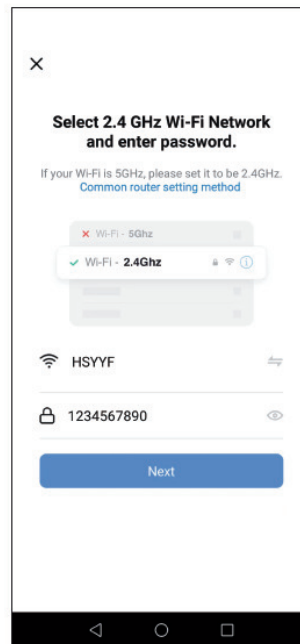 Select 2.4 GHz Wi-Fi Network
and enter password.
If your Wi-Fi is 5GHz, please set it to be 2.4GHz.
Common router setting method
Wi-Fi - 5Ghz
Wi-Fi - 2.4Ghz
HSYYF
1234567890
Next